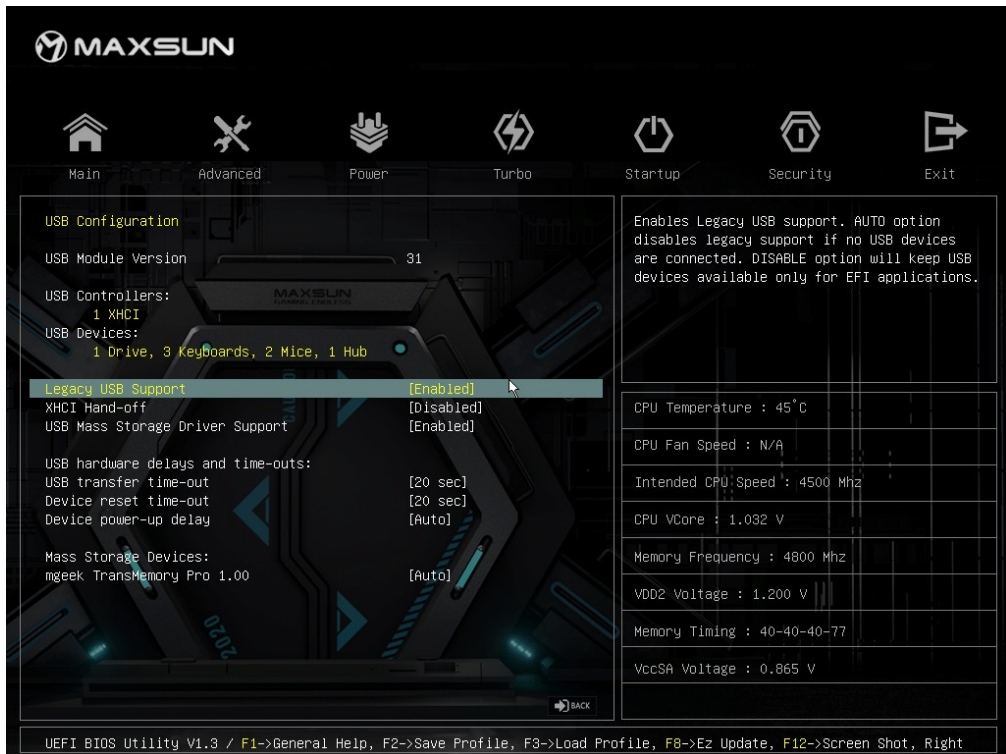 MAXSUN
Main Advanced Power Turbo Startup Security Exit
USB Configuration
USB Module Version 31
USB Controllers:
1 XHCI
USB Devices:
1 Drive, 3 Keyboards, 2 Mice, 1 Hub
Legacy USB Support [Enabled]
XHCI Hand-off [Disabled]
USB Mass Storage Driver Support [Enabled]
USB hardware delays and time-outs:
USB transfer time-out [20 sec]
Device reset time-out [20 sec]
Device power-up delay [Auto]
Mass Storage Devices:
mgeek TransMemory Pro 1.00 [Auto]
MAXSUN
GAMING ENDLESS
CAUTIO
2020
BACK
Enables Legacy USB support. AUTO option
disables legacy support if no USB devices
are connected. DISABLE option will keep USB
devices available only for EFI applications.
CPU Temperature : 45°C
CPU Fan Speed : N/A
Intended CPU Speed : 4500 Mhz
CPU VCore : 1.032 V
Memory Frequency : 4800 Mhz
VDD2 Voltage : 1.200 V
Memory Timing : 40-40-40-77
VccSA Voltage : 0.865 V
UEFI BIOS Utility V1.3 / F1->General Help, F2->Save Profile, F3->Load Profile, F8->Ez Update, F12->Screen Shot, Right